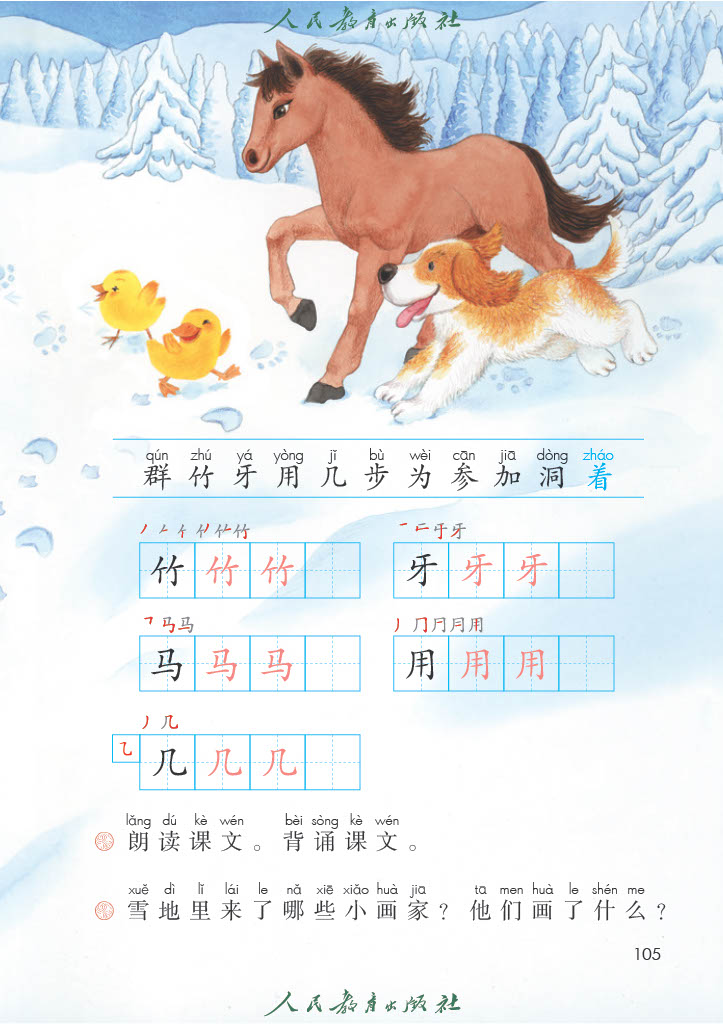 人民教育出版社
qún zhú yá yòng jǐ bù wèi cān jiā dòng zháo
群 竹 牙 用 几 步 为 参 加 洞 着
竹 竹 竹 牙 牙 牙
马 马 马 用 用 用
几 几 几
lǎng dú kè wén bèi sòng kè wén
朗读课文。背诵课文。
xuě dì lǐ lái le nǎ xiē xiǎo huà jiā tā men huà le shén me
雪地里来了哪些小画家？他们画了什么？
105
人民教育出版社